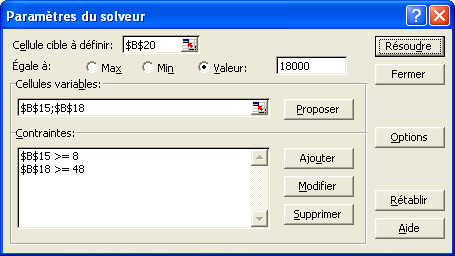 Paramètres du solveur
Cellule cible à définir: $B$20 Résoudre
Égale à: Max Min Valeur: 18000 Fermer
Cellules variables:
$B$15;$B$18 Proposer
Contraintes: Options
$B$15 >= 8 Ajouter
$B$18 >= 48 Modifier
Rétablir
Supprimer
Aide